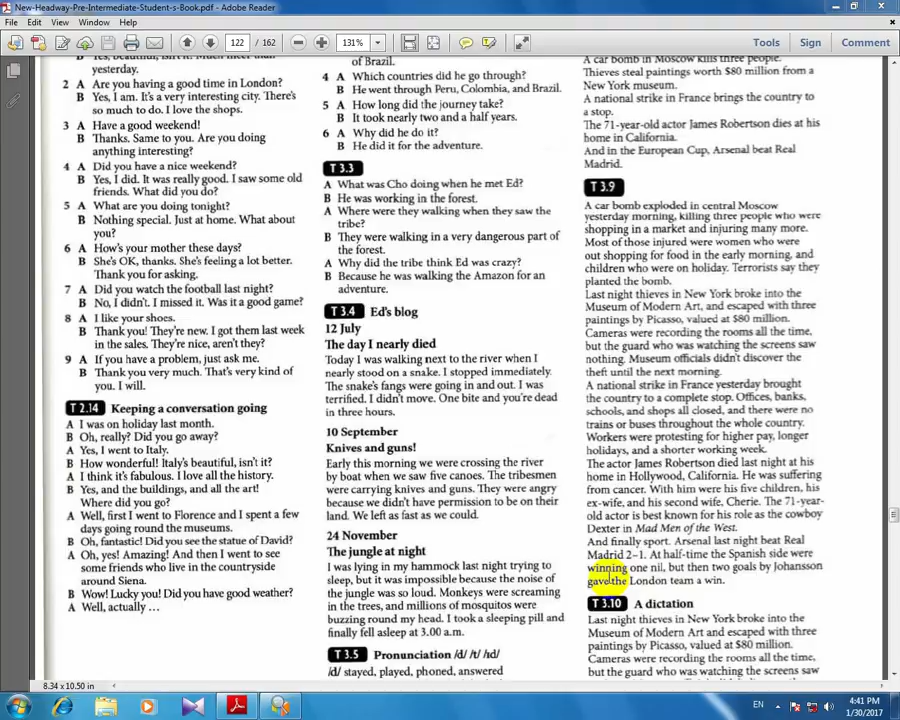 New-Headway-Pre-Intermediate-Student-s-Book.pdf - Adobe Reader
File Edit View Window Help
122 / 162 131% Tools Sign Comment
B Yes, beautiful, isn't it? Much nicer than
yesterday.
2 A Are you having a good time in London?
B Yes, I am. It's a very interesting city. There's
so much to do. I love the shops.
3 A Have a good weekend!
B Thanks. Same to you. Are you doing
anything interesting?
4 A Did you have a nice weekend?
B Yes, I did. It was really good. I saw some old
friends. What did you do?
5 A What are you doing tonight?
B Nothing special. Just at home. What about
you?
6 A How's your mother these days?
B She's OK, thanks. She's feeling a lot better.
Thank you for asking.
7 A Did you watch the football last night?
B No, I didn't. I missed it. Was it a good game?
8 A I like your shoes.
B Thank you! They're new. I got them last week
in the sales. They're nice, aren't they?
9 A If you have a problem, just ask me.
B Thank you very much. That's very kind of
you. I will.
T 2.14 Keeping a conversation going
A I was on holiday last month.
B Oh, really? Did you go away?
A Yes, I went to Italy.
B How wonderful! Italy's beautiful, isn't it?
A I think it's fabulous. I love all the history.
B Yes, and the buildings, and all the art!
Where did you go?
A Well, first I went to Florence and I spent a few
days going round the museums.
B Oh, fantastic! Did you see the statue of David?
A Oh, yes! Amazing! And then I went to see
some friends who live in the countryside
around Siena.
B Wow! Lucky you! Did you have good weather?
A Well, actually …
of Brazil.
4 A Which countries did he go through?
B He went through Peru, Colombia, and Brazil.
5 A How long did the journey take?
B It took nearly two and a half years.
6 A Why did he do it?
B He did it for the adventure.
T 3.3
A What was Cho doing when he met Ed?
B He was working in the forest.
A Where were they walking when they saw the
tribe?
B They were walking in a very dangerous part of
the forest.
A Why did the tribe think Ed was crazy?
B Because he was walking the Amazon for an
adventure.
T 3.4 Ed's blog
12 July
The day I nearly died
Today I was walking next to the river when I
nearly stood on a snake. I stopped immediately.
The snake's fangs were going in and out. I was
terrified. I didn't move. One bite and you're dead
in three hours.
10 September
Knives and guns!
Early this morning we were crossing the river
by boat when we saw five canoes. The tribesmen
were carrying knives and guns. They were angry
because we didn't have permission to be on their
land. We left as fast as we could.
24 November
The jungle at night
I was lying in my hammock last night trying to
sleep, but it was impossible because the noise of
the jungle was so loud. Monkeys were screaming
in the trees, and millions of mosquitos were
buzzing round my head. I took a sleeping pill and
finally fell asleep at 3.00 a.m.
T 3.5 Pronunciation /d/ /t/ /ɪd/
/d/ stayed, played, phoned, answered
A car bomb in Moscow kills three people.
Thieves steal paintings worth $80 million from a
New York museum.
A national strike in France brings the country to
a stop.
The 71-year-old actor James Robertson dies at his
home in California.
And in the European Cup, Arsenal beat Real
Madrid.
T 3.9
A car bomb exploded in central Moscow
yesterday morning, killing three people who were
shopping in a market and injuring many more.
Most of those injured were women who were
out shopping for food in the early morning, and
children who were on holiday. Terrorists say they
planted the bomb.
Last night thieves in New York broke into the
Museum of Modern Art, and escaped with three
paintings by Picasso, valued at $80 million.
Cameras were recording the rooms all the time,
but the guard who was watching the screens saw
nothing. Museum officials didn't discover the
theft until the next morning.
A national strike in France yesterday brought
the country to a complete stop. Offices, banks,
schools, and shops all closed, and there were no
trains or buses throughout the whole country.
Workers were protesting for higher pay, longer
holidays, and a shorter working week.
The actor James Robertson died last night at his
home in Hollywood, California. He was suffering
from cancer. With him were his five children, his
ex-wife, and his second wife, Cherie. The 71-year-
old actor is best known for his role as the cowboy
Dexter in Mad Men of the West.
And finally sport. Arsenal last night beat Real
Madrid 2–1. At half-time the Spanish side were
winning one nil, but then two goals by Johansson
gave the London team a win.
T 3.10 A dictation
Last night thieves in New York broke into the
Museum of Modern Art and escaped with three
paintings by Picasso, valued at $80 million.
Cameras were recording the rooms all the time,
but the guard who was watching the screens saw
8.34 x 10.50 in
EN 4:41 PM
1/30/2017